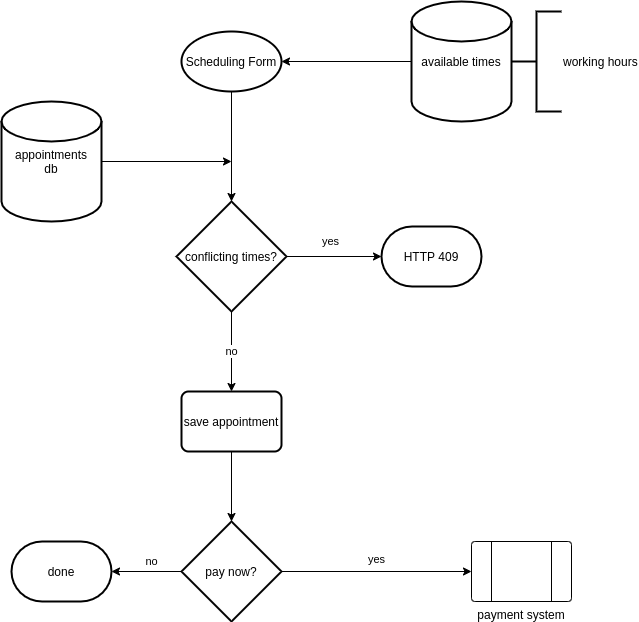 Scheduling Form
available times
working hours
appointments
db
conflicting times?
yes
HTTP 409
no
save appointment
done
no
pay now?
yes
payment system